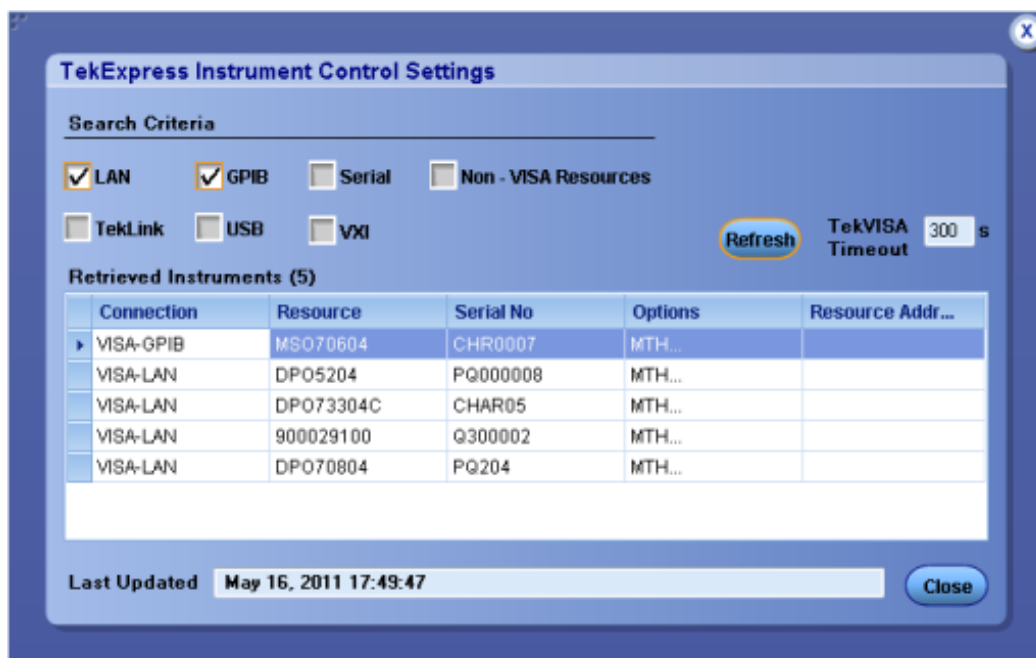 X
TekExpress Instrument Control Settings
Search Criteria
LAN GPIB Serial Non - VISA Resources
TekLink USB VXI
Refresh TekVISA Timeout 300 s
Retrieved Instruments (5)
Connection Resource Serial No Options Resource Addr...
VISA-GPIB MSO70604 CHR0007 MTH...
VISA-LAN DPO5204 PQ000008 MTH...
VISA-LAN DPO73304C CHAR05 MTH...
VISA-LAN 900029100 Q300002 MTH...
VISA-LAN DPO70804 PQ204 MTH...
Last Updated May 16, 2011 17:49:47
Close